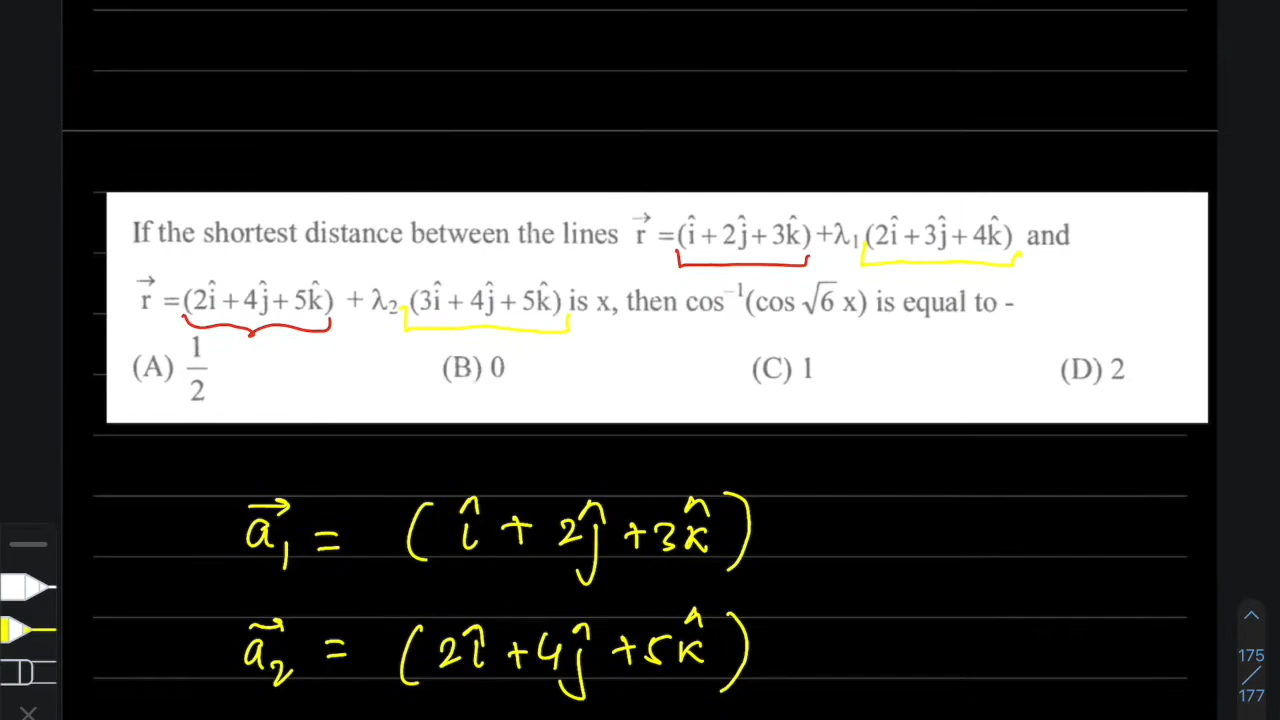 If the shortest distance between the lines r⃗ =(î+2ĵ+3k̂)+λ₁(2î+3ĵ+4k̂) and
r⃗ =(2î+4ĵ+5k̂) + λ₂ (3î+4ĵ+5k̂) is x, then cos⁻¹(cos √6 x) is equal to -
(A) 1/2 (B) 0 (C) 1 (D) 2
a⃗₁ = (î + 2ĵ +3k̂)
a⃗₂ = (2î +4ĵ +5k̂)
175
/
177